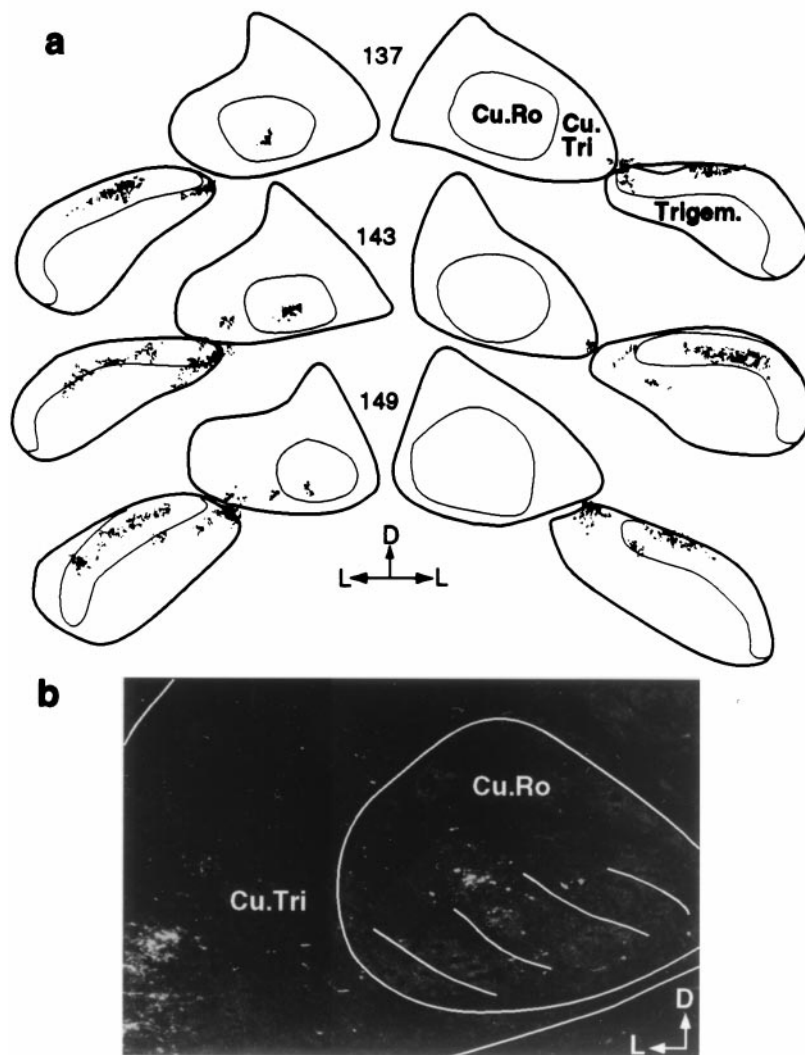 a
137
Cu.Ro
Cu.
Tri
Trigem.
143
149
D
L L
b
Cu.Ro
Cu.Tri
D
L